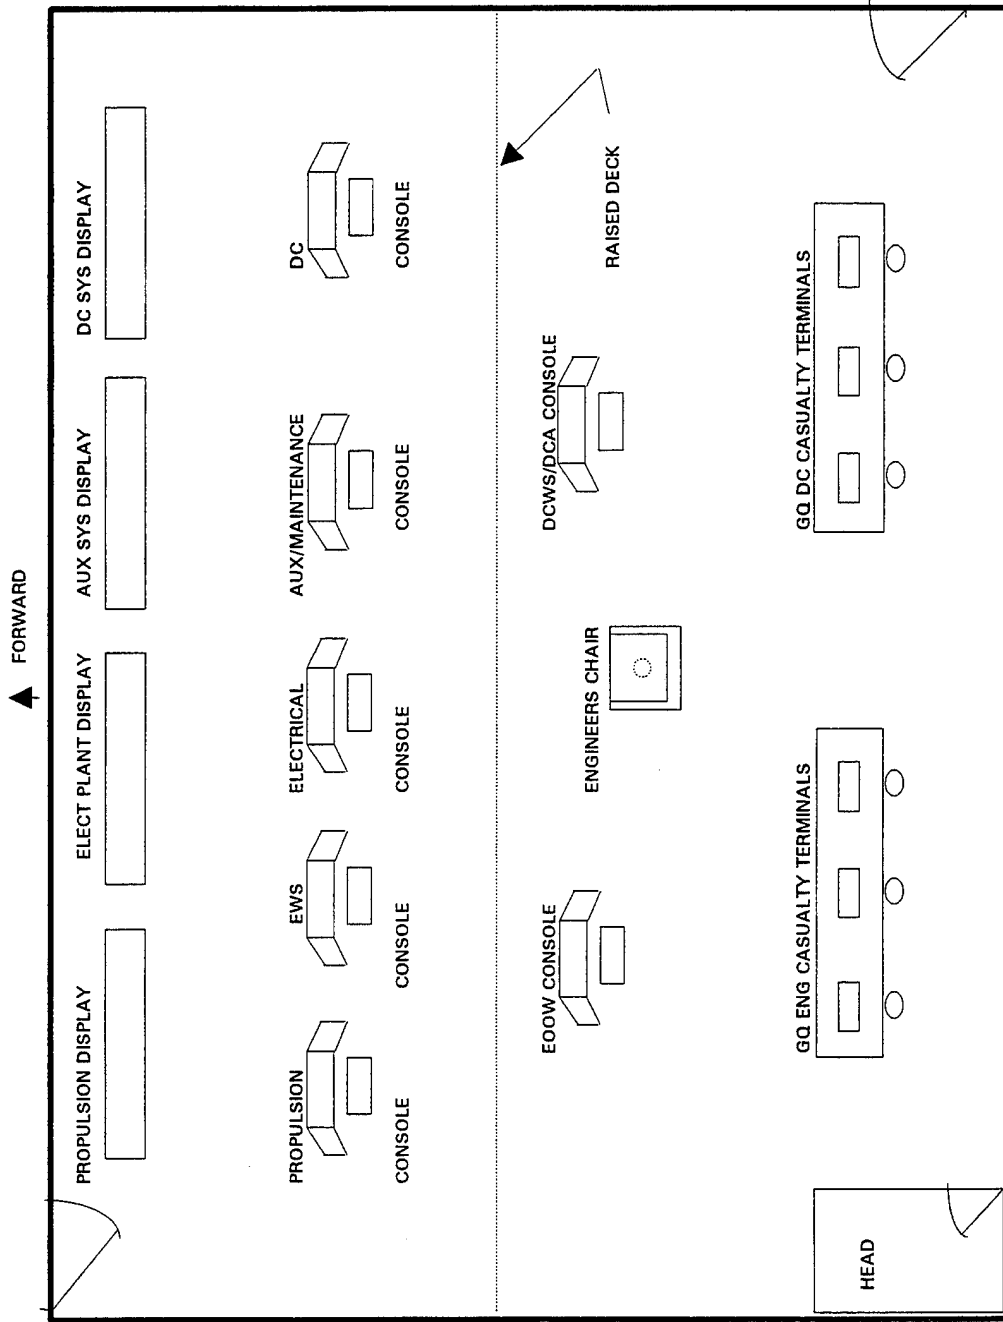 FORWARD
PROPULSION DISPLAY
ELECT PLANT DISPLAY
AUX SYS DISPLAY
DC SYS DISPLAY
PROPULSION
CONSOLE
EWS
CONSOLE
ELECTRICAL
CONSOLE
AUX/MAINTENANCE
CONSOLE
DC
CONSOLE
EOOW CONSOLE
ENGINEERS CHAIR
DCWS/DCA CONSOLE
RAISED DECK
GQ ENG CASUALTY TERMINALS
GQ DC CASUALTY TERMINALS
HEAD